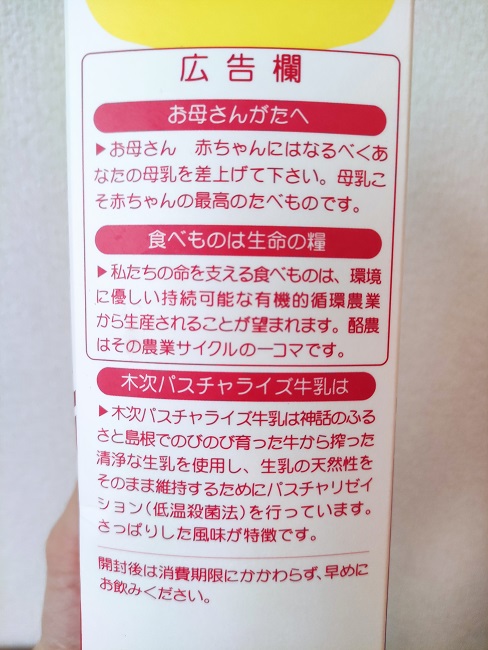 広告欄
お母さんがたへ
▶お母さん　赤ちゃんにはなるべくあ
なたの母乳を差上げて下さい。母乳こ
そ赤ちゃんの最高のたべものです。
食べものは生命の糧
▶私たちの命を支える食べものは、環境
に優しい持続可能な有機的循環農業
から生産されることが望まれます。酪農
はその農業サイクルの一コマです。
木次パスチャライズ牛乳は
▶木次パスチャライズ牛乳は神話のふる
さと島根でのびのび育った牛から搾った
清浄な生乳を使用し、生乳の天然性を
そのまま維持するためにパスチャリゼイ
ション(低温殺菌法)を行っています。
さっぱりした風味が特徴です。
開封後は消費期限にかかわらず、早めに
お飲みください。